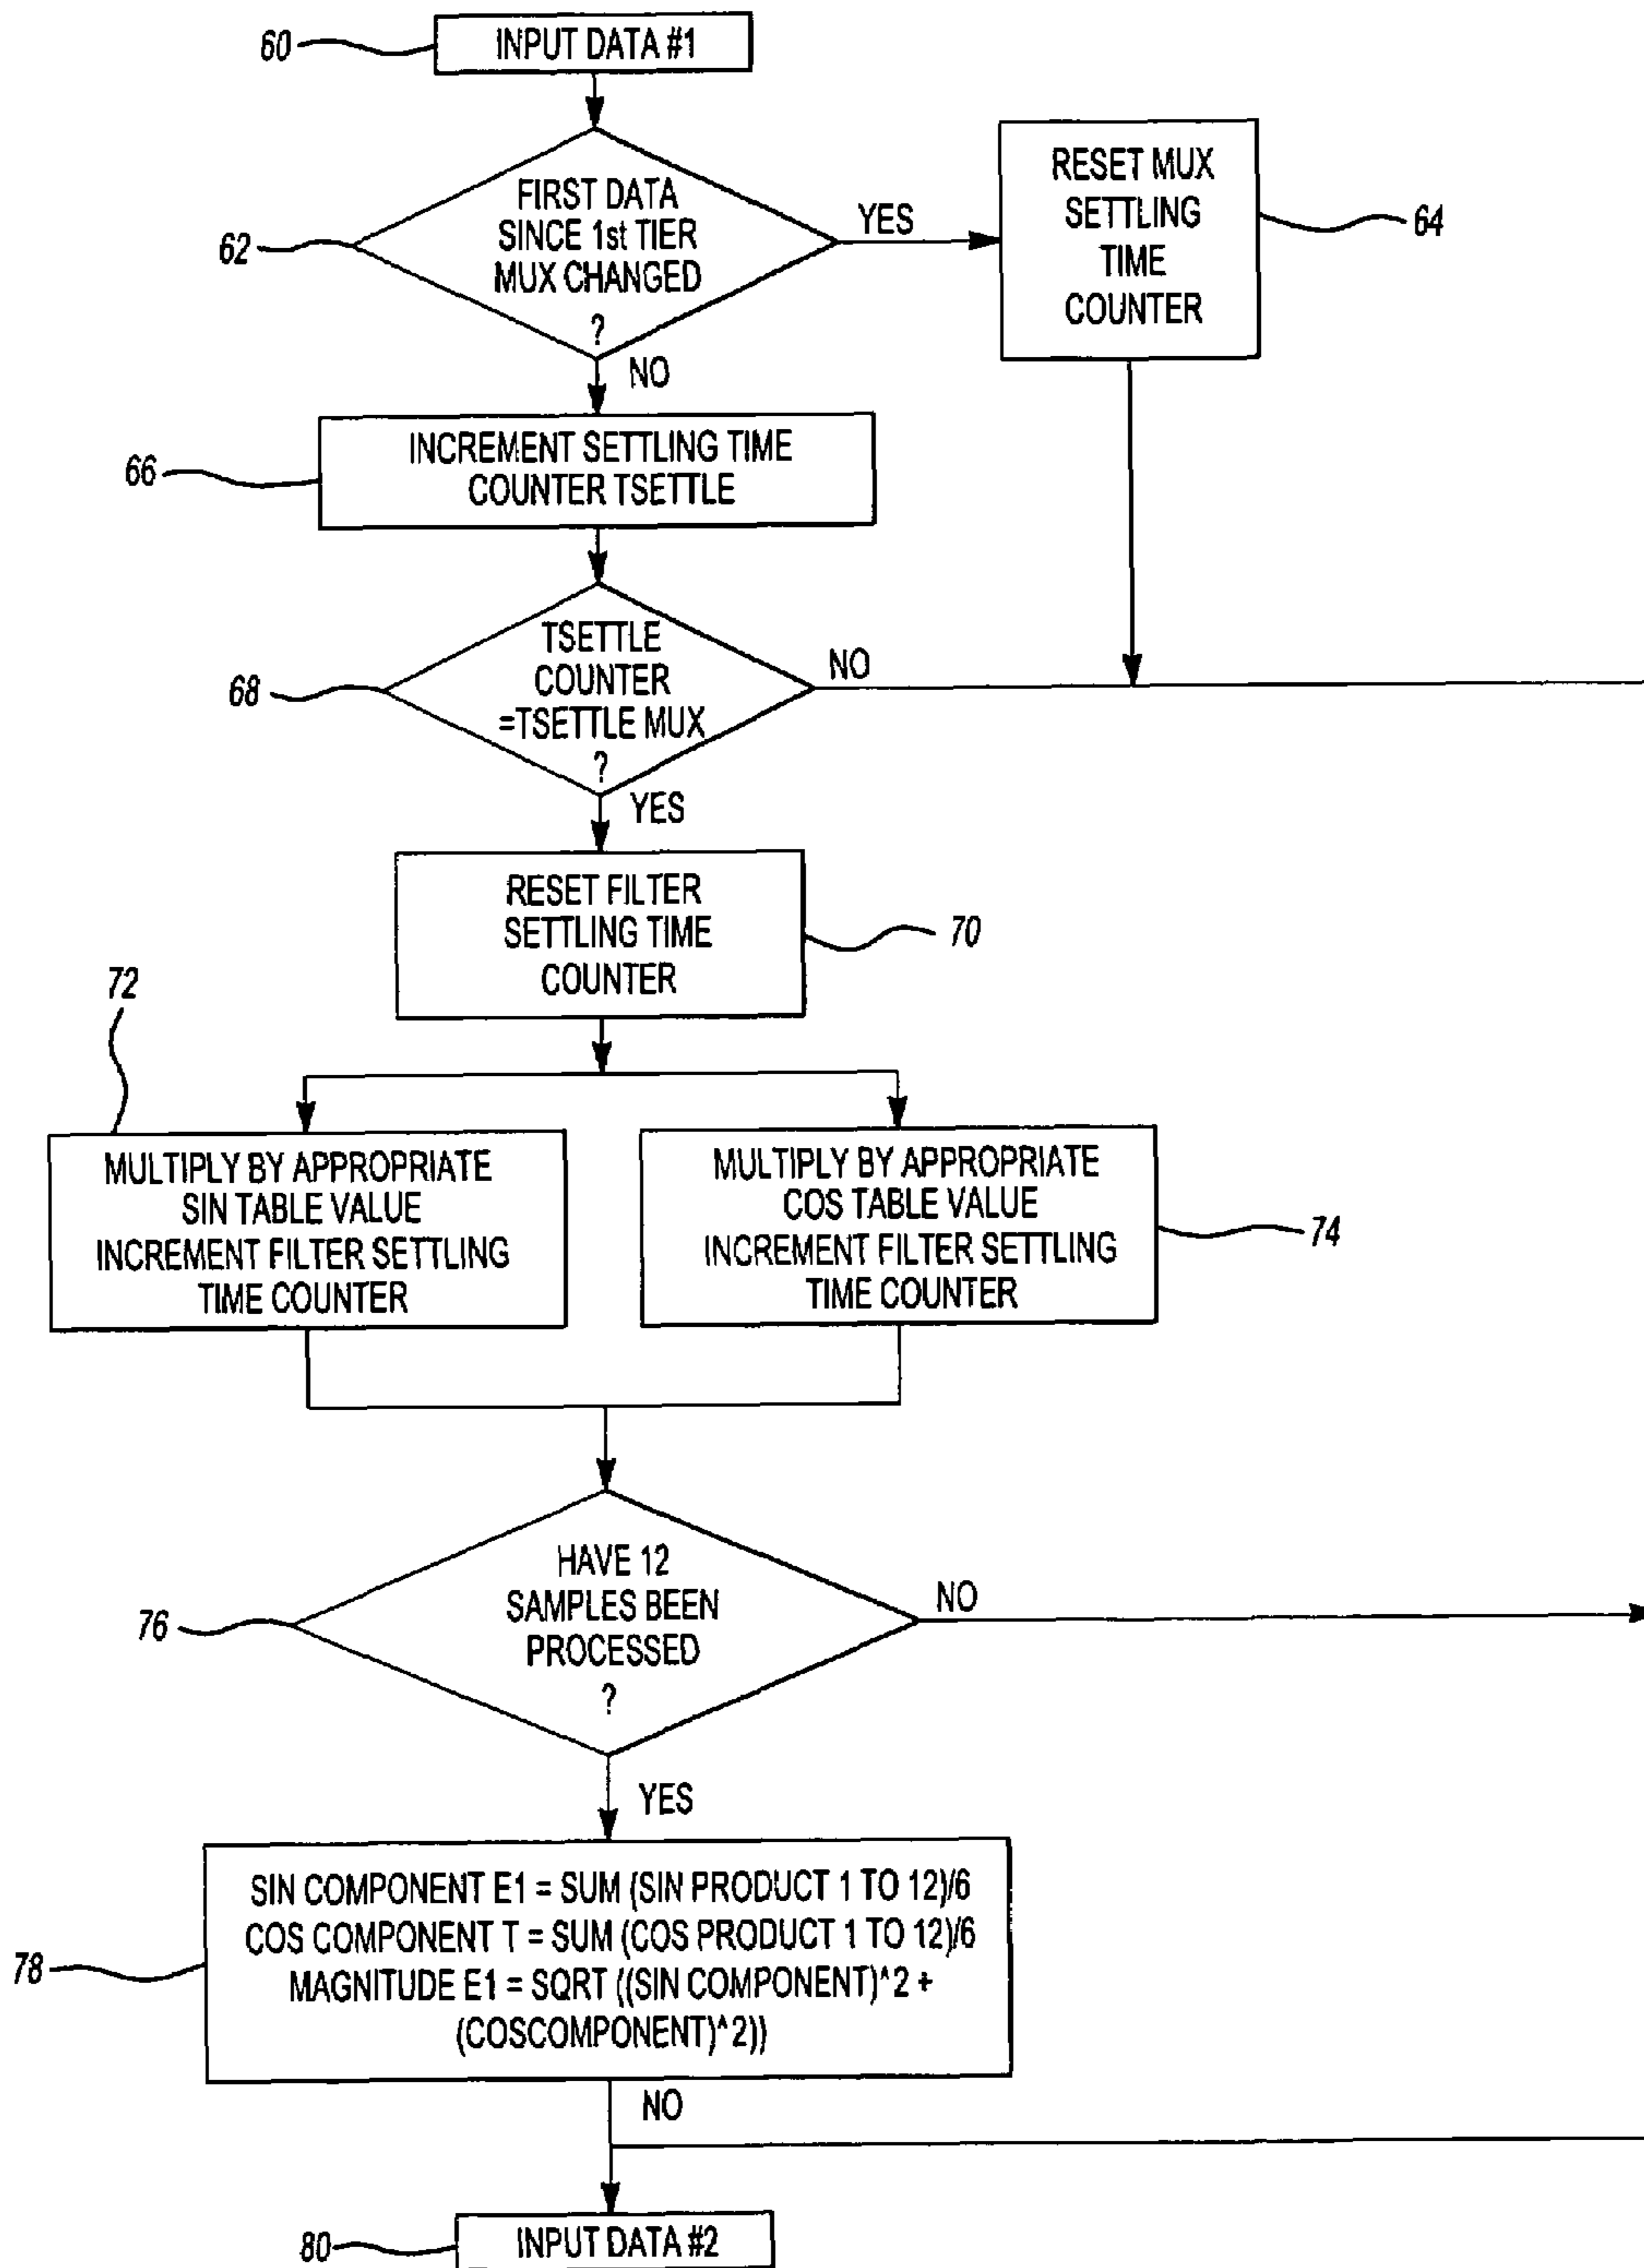 60
INPUT DATA #1
FIRST DATA
SINCE 1st TIER
MUX CHANGED
?
62
YES
RESET MUX
SETTLING
TIME
COUNTER
64
NO
INCREMENT SETTLING TIME
COUNTER TSETTLE
66
TSETTLE
COUNTER
=TSETTLE MUX
?
68
NO
YES
RESET FILTER
SETTLING TIME
COUNTER
70
72
MULTIPLY BY APPROPRIATE
SIN TABLE VALUE
INCREMENT FILTER SETTLING
TIME COUNTER
MULTIPLY BY APPROPRIATE
COS TABLE VALUE
INCREMENT FILTER SETTLING
TIME COUNTER
74
HAVE 12
SAMPLES BEEN
PROCESSED
?
76
NO
YES
SIN COMPONENT E1 = SUM (SIN PRODUCT 1 TO 12)/6
COS COMPONENT T = SUM (COS PRODUCT 1 TO 12)/6
MAGNITUDE E1 = SQRT ((SIN COMPONENT)^2 +
(COSCOMPONENT)^2))
78
NO
80
INPUT DATA #2